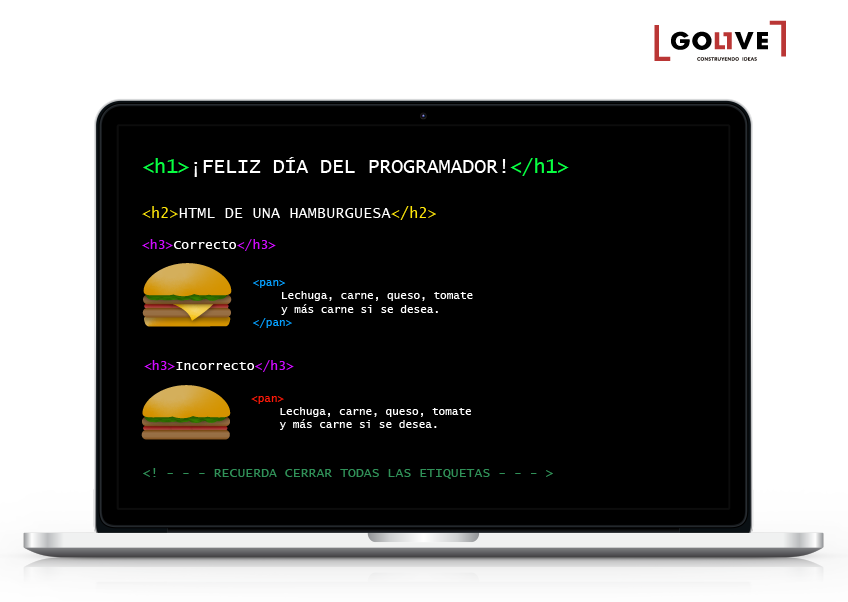 GOLIVE
CONSTRUYENDO IDEAS
<h1>¡FELIZ DÍA DEL PROGRAMADOR!</h1>
<h2>HTML DE UNA HAMBURGUESA</h2>
<h3>Correcto</h3>
<pan>
Lechuga, carne, queso, tomate
y más carne si se desea.
</pan>
<h3>Incorrecto</h3>
<pan>
Lechuga, carne, queso, tomate
y más carne si se desea.
<! - - - RECUERDA CERRAR TODAS LAS ETIQUETAS - - - >